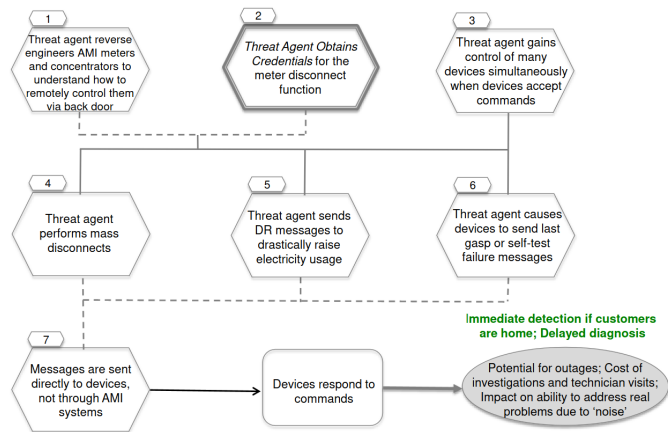 1
Threat agent reverse
engineers AMI meters
and concentrators to
understand how to
remotely control them
via back door
2
Threat Agent Obtains
Credentials for the
meter disconnect
function
3
Threat agent gains
control of many
devices simultaneously
when devices accept
commands
4
Threat agent
performs mass
disconnects
5
Threat agent sends
DR messages to
drastically raise
electricity usage
6
Threat agent causes
devices to send last
gasp or self-test
failure messages
7
Messages are sent
directly to devices,
not through AMI
systems
Devices respond to
commands
Immediate detection if customers
are home; Delayed diagnosis
Potential for outages; Cost of
investigations and technician visits;
Impact on ability to address real
problems due to 'noise'